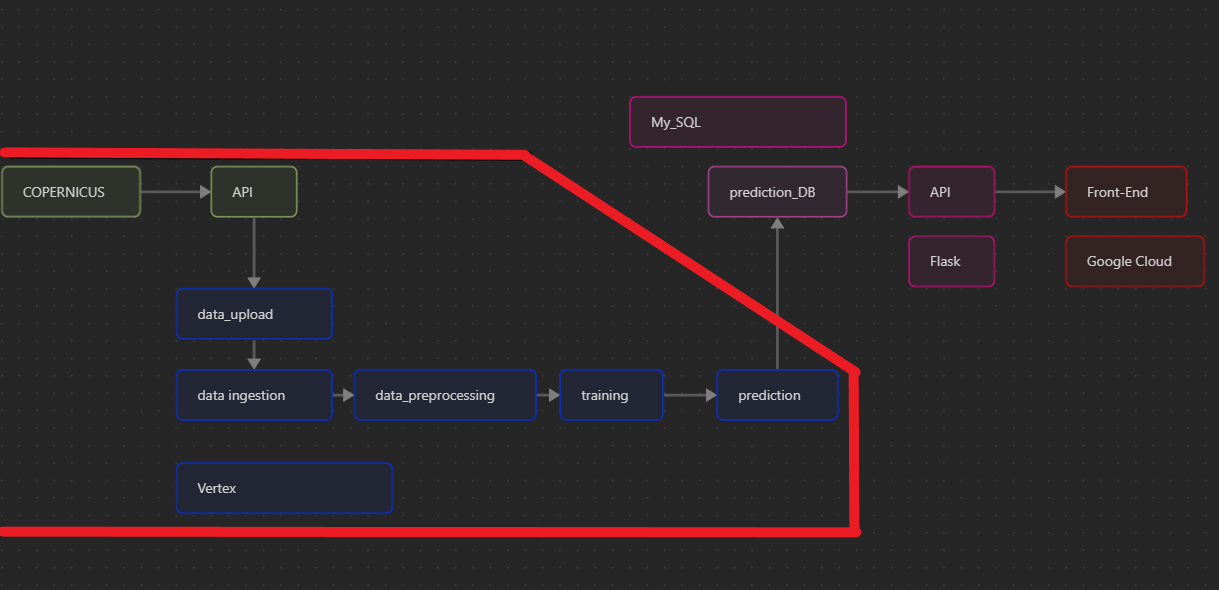 My_SQL
COPERNICUS
API
prediction_DB
API
Front-End
Flask
Google Cloud
data_upload
data ingestion
data_preprocessing
training
prediction
Vertex